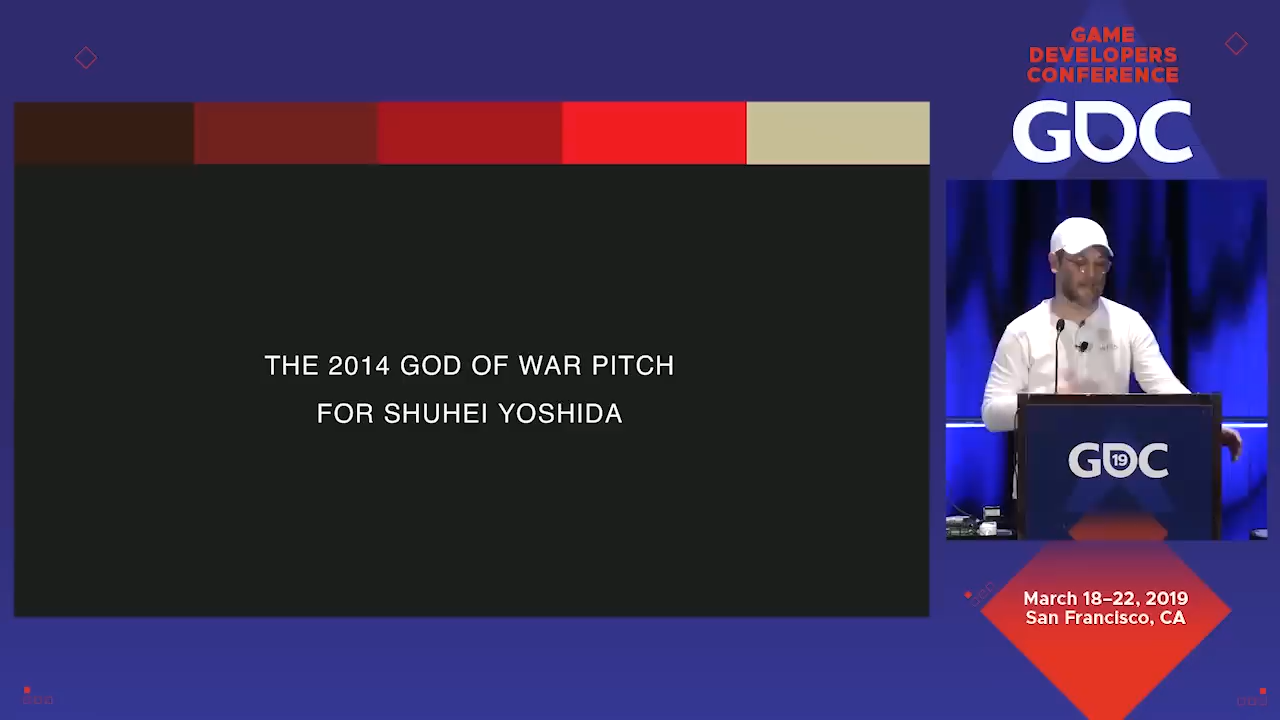 GAME
DEVELOPERS
CONFERENCE
GDC
THE 2014 GOD OF WAR PITCH
FOR SHUHEI YOSHIDA
GDC
19
March 18–22, 2019
San Francisco, CA